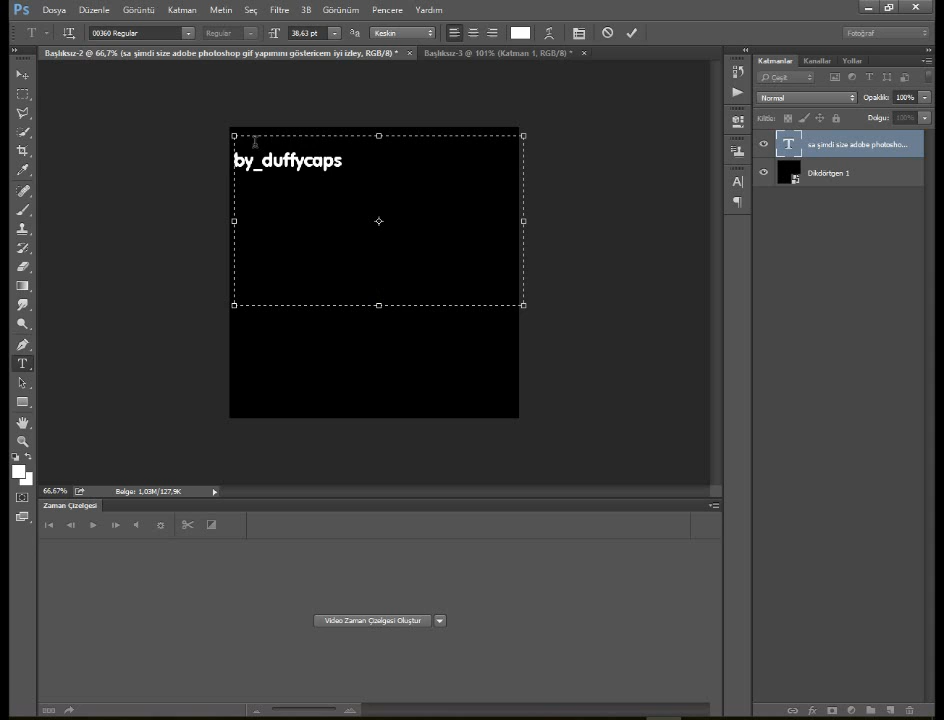 Ps Dosya Düzenle Görüntü Katman Metin Seç Filtre 3B Görünüm Pencere Yardım
T 00360 Regular Regular 38,63 pt Keskin Fotoğraf
Başlıksız-2 @ 66,7% (sa şimdi size adobe photoshop gif yapımını göstericem iyi izley, RGB/8) * × Başlıksız-3 @ 101% (Katman 1, RGB/8) * ×
Katmanlar Kanallar Yollar
Çeşit
Normal Opaklık: 100%
Kilitle: Dolgu: 100%
T sa şimdi size adobe photosho...
by_duffycaps
Dikdörtgen 1
66,67% Belge: 1,03M/127,9K
Zaman Çizelgesi
Video Zaman Çizelgesi Oluştur